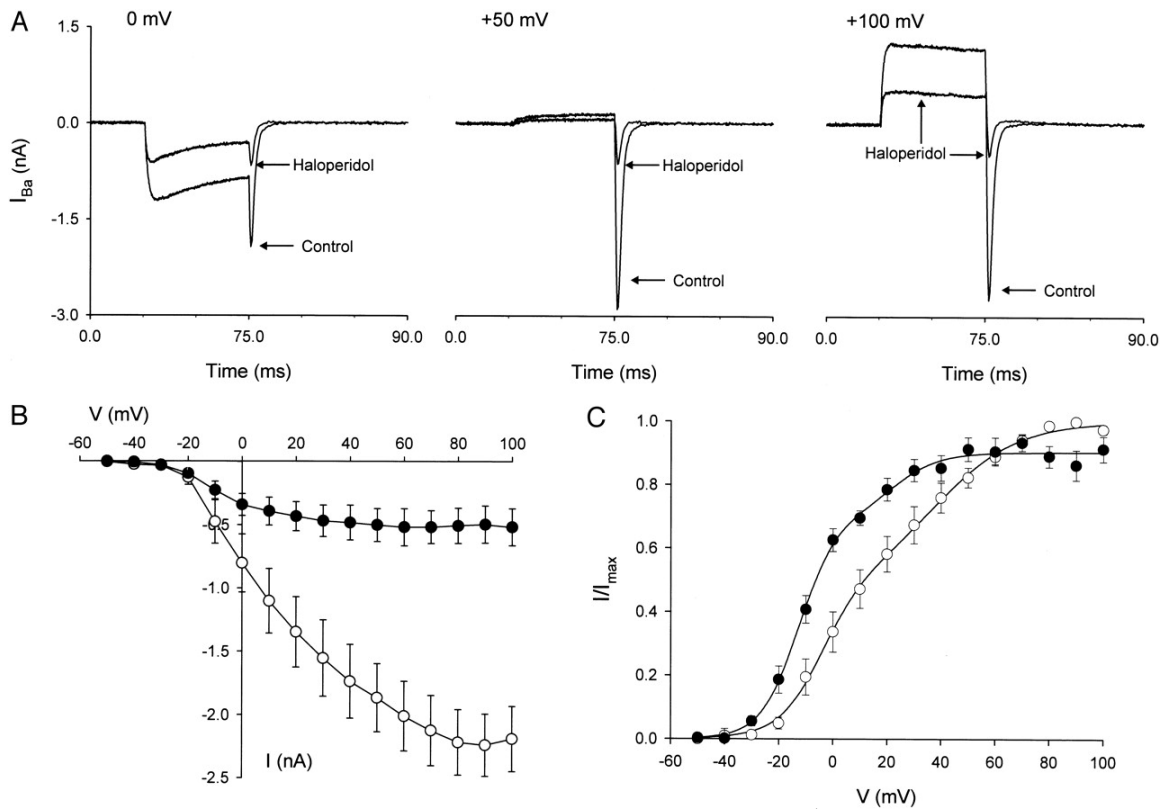 A
0 mV
+50 mV
+100 mV
1.5
0.0
-1.5
-3.0
I_Ba (nA)
Haloperidol
Control
Haloperidol
Control
Haloperidol
Control
0.0 75.0 90.0
0.0 75.0 90.0
0.0 75.0 90.0
Time (ms)
Time (ms)
Time (ms)
B
V (mV)
-60 -40 -20 0 20 40 60 80 100
-0.5
-1.0
-1.5
-2.0
-2.5
I (nA)
C
1.0
0.8
0.6
0.4
0.2
0.0
I/I_max
-60 -40 -20 0 20 40 60 80 100
V (mV)